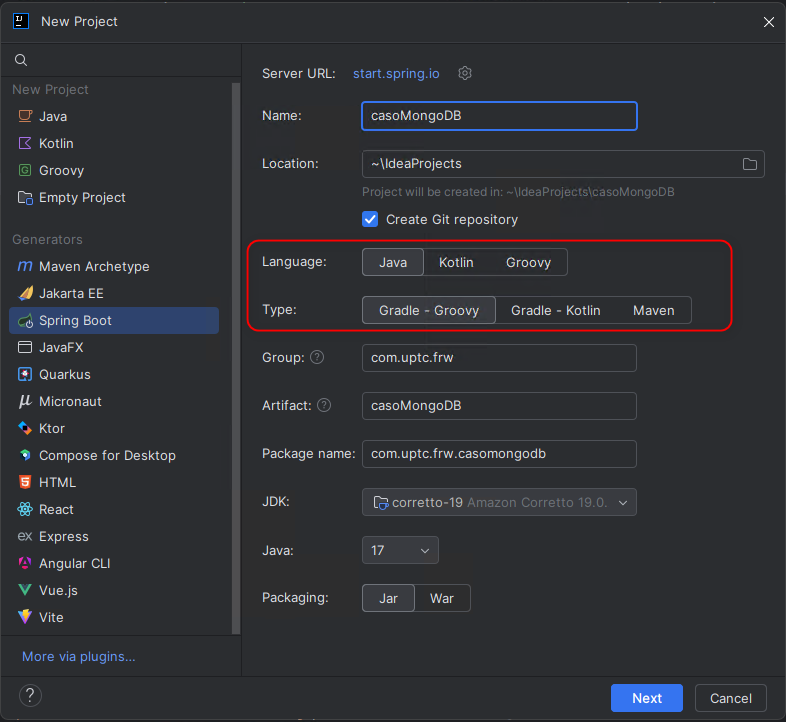 New Project
New Project
Java
Kotlin
Groovy
Empty Project
Generators
Maven Archetype
Jakarta EE
Spring Boot
JavaFX
Quarkus
Micronaut
Ktor
Compose for Desktop
HTML
React
Express
Angular CLI
Vue.js
Vite
More via plugins...
Server URL: start.spring.io
Name: casoMongoDB
Location: ~\IdeaProjects
Project will be created in: ~\IdeaProjects\casoMongoDB
Create Git repository
Language: Java Kotlin Groovy
Type: Gradle - Groovy Gradle - Kotlin Maven
Group: ? com.uptc.frw
Artifact: ? casoMongoDB
Package name: com.uptc.frw.casomongodb
JDK: corretto-19 Amazon Corretto 19.0.
Java: 17
Packaging: Jar War
? Next Cancel